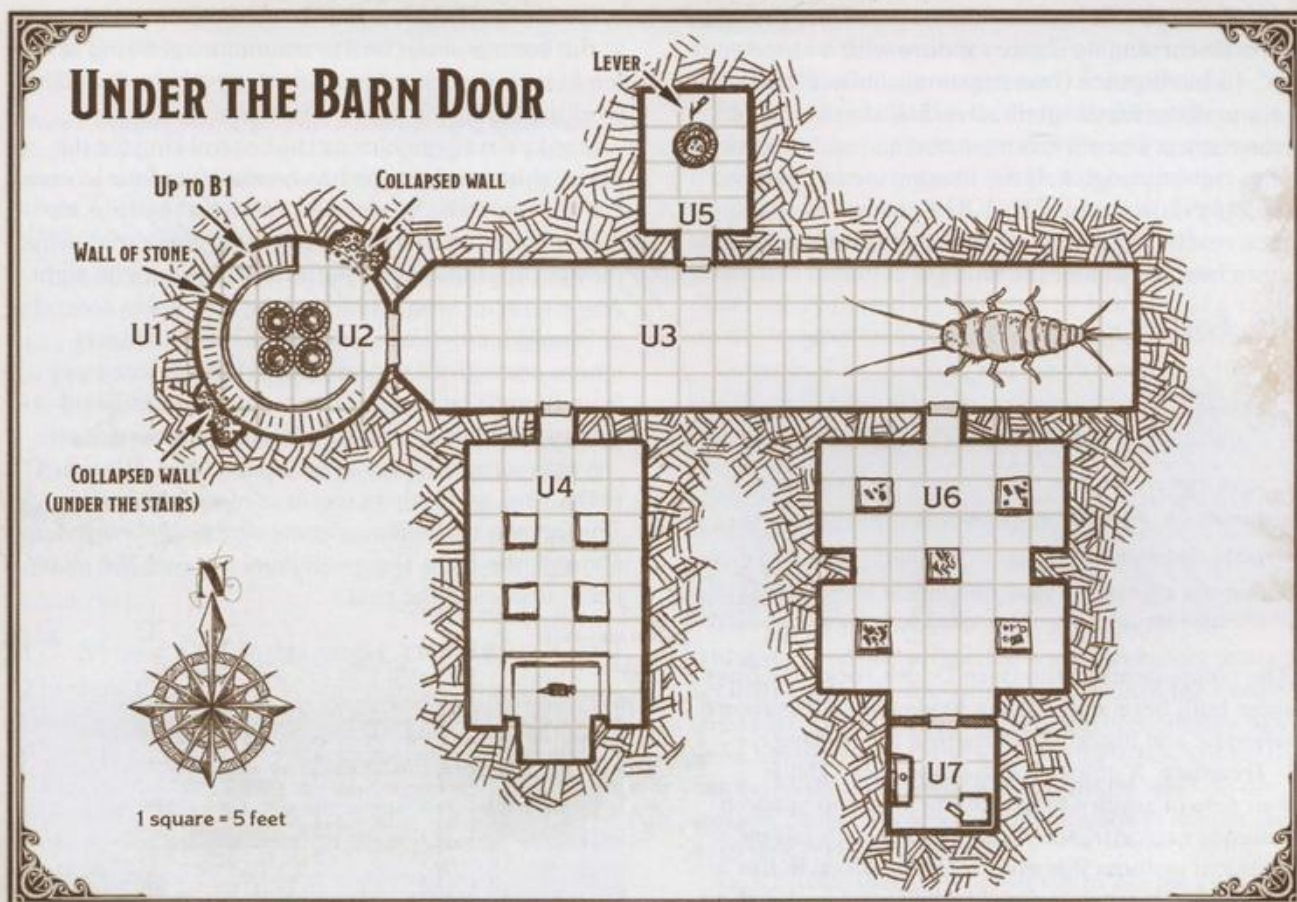 UNDER THE BARN DOOR
LEVER
UP TO B1
COLLAPSED WALL
WALL OF STONE
U5
U1
U2
U3
COLLAPSED WALL
(UNDER THE STAIRS)
U4
U6
N
U7
1 square = 5 feet